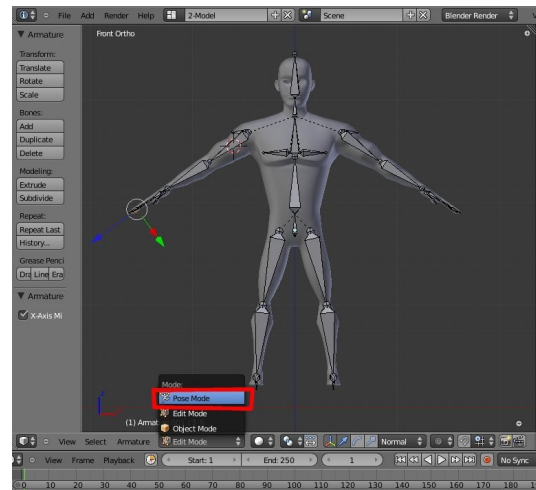 File Add Render Help 2-Model Scene Blender Render
Armature
Front Ortho
Transform:
Translate
Rotate
Scale
Bones:
Add
Duplicate
Delete
Modeling:
Extrude
Subdivide
Repeat:
Repeat Last
History...
Grease Penci
Dra Line Era
Armature
X-Axis Mi
Mode:
Pose Mode
Edit Mode
Object Mode
(1) Armat
View Select Armature Edit Mode Normal
View Frame Playback Start: 1 End: 250 1 No Sync
0 10 20 30 40 50 60 70 80 90 100 110 120 130 140 150 160 170 180